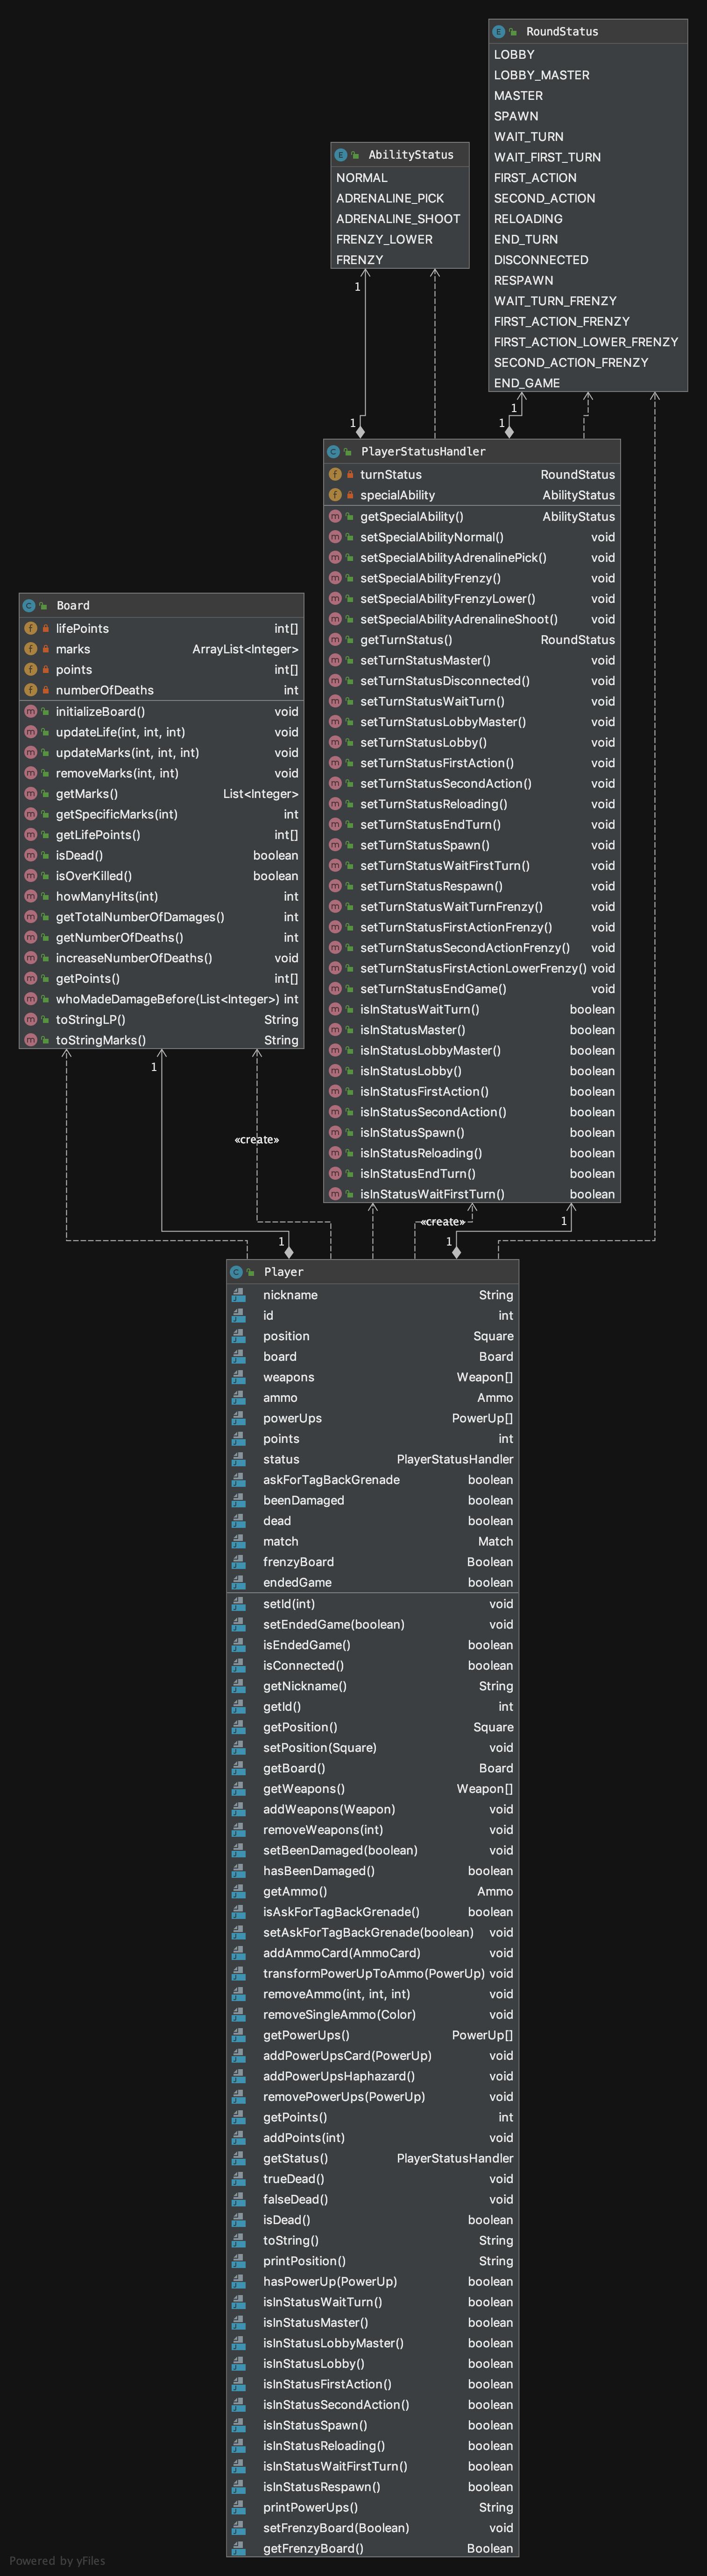 RoundStatus
LOBBY
LOBBY_MASTER
MASTER
SPAWN
WAIT_TURN
WAIT_FIRST_TURN
FIRST_ACTION
SECOND_ACTION
RELOADING
END_TURN
DISCONNECTED
RESPAWN
WAIT_TURN_FRENZY
FIRST_ACTION_FRENZY
FIRST_ACTION_LOWER_FRENZY
SECOND_ACTION_FRENZY
END_GAME
AbilityStatus
NORMAL
ADRENALINE_PICK
ADRENALINE_SHOOT
FRENZY_LOWER
FRENZY
1
1
1
1
PlayerStatusHandler
turnStatus RoundStatus
specialAbility AbilityStatus
getSpecialAbility() AbilityStatus
setSpecialAbilityNormal() void
setSpecialAbilityAdrenalinePick() void
setSpecialAbilityFrenzy() void
setSpecialAbilityFrenzyLower() void
setSpecialAbilityAdrenalineShoot() void
getTurnStatus() RoundStatus
setTurnStatusMaster() void
setTurnStatusDisconnected() void
setTurnStatusWaitTurn() void
setTurnStatusLobbyMaster() void
setTurnStatusLobby() void
setTurnStatusFirstAction() void
setTurnStatusSecondAction() void
setTurnStatusReloading() void
setTurnStatusEndTurn() void
setTurnStatusSpawn() void
setTurnStatusWaitFirstTurn() void
setTurnStatusRespawn() void
setTurnStatusWaitTurnFrenzy() void
setTurnStatusFirstActionFrenzy() void
setTurnStatusSecondActionFrenzy() void
setTurnStatusFirstActionLowerFrenzy() void
setTurnStatusEndGame() void
isInStatusWaitTurn() boolean
isInStatusMaster() boolean
isInStatusLobbyMaster() boolean
isInStatusLobby() boolean
isInStatusFirstAction() boolean
isInStatusSecondAction() boolean
isInStatusSpawn() boolean
isInStatusReloading() boolean
isInStatusEndTurn() boolean
isInStatusWaitFirstTurn() boolean
Board
lifePoints int[]
marks ArrayList<Integer>
points int[]
numberOfDeaths int
initializeBoard() void
updateLife(int, int, int) void
updateMarks(int, int, int) void
removeMarks(int, int) void
getMarks() List<Integer>
getSpecificMarks(int) int
getLifePoints() int[]
isDead() boolean
isOverKilled() boolean
howManyHits(int) int
getTotalNumberOfDamages() int
getNumberOfDeaths() int
increaseNumberOfDeaths() void
getPoints() int[]
whoMadeDamageBefore(List<Integer>) int
toStringLP() String
toStringMarks() String
1
«create»
«create»
1
1
1
Player
nickname String
id int
position Square
board Board
weapons Weapon[]
ammo Ammo
powerUps PowerUp[]
points int
status PlayerStatusHandler
askForTagBackGrenade boolean
beenDamaged boolean
dead boolean
match Match
frenzyBoard Boolean
endedGame boolean
setId(int) void
setEndedGame(boolean) void
isEndedGame() boolean
isConnected() boolean
getNickname() String
getId() int
getPosition() Square
setPosition(Square) void
getBoard() Board
getWeapons() Weapon[]
addWeapons(Weapon) void
removeWeapons(int) void
setBeenDamaged(boolean) void
hasBeenDamaged() boolean
getAmmo() Ammo
isAskForTagBackGrenade() boolean
setAskForTagBackGrenade(boolean) void
addAmmoCard(AmmoCard) void
transformPowerUpToAmmo(PowerUp) void
removeAmmo(int, int, int) void
removeSingleAmmo(Color) void
getPowerUps() PowerUp[]
addPowerUpsCard(PowerUp) void
addPowerUpsHaphazard() void
removePowerUps(PowerUp) void
getPoints() int
addPoints(int) void
getStatus() PlayerStatusHandler
trueDead() void
falseDead() void
isDead() boolean
toString() String
printPosition() String
hasPowerUp(PowerUp) boolean
isInStatusWaitTurn() boolean
isInStatusMaster() boolean
isInStatusLobbyMaster() boolean
isInStatusLobby() boolean
isInStatusFirstAction() boolean
isInStatusSecondAction() boolean
isInStatusSpawn() boolean
isInStatusReloading() boolean
isInStatusWaitFirstTurn() boolean
isInStatusRespawn() boolean
printPowerUps() String
setFrenzyBoard(Boolean) void
getFrenzyBoard() Boolean
Powered by yFiles